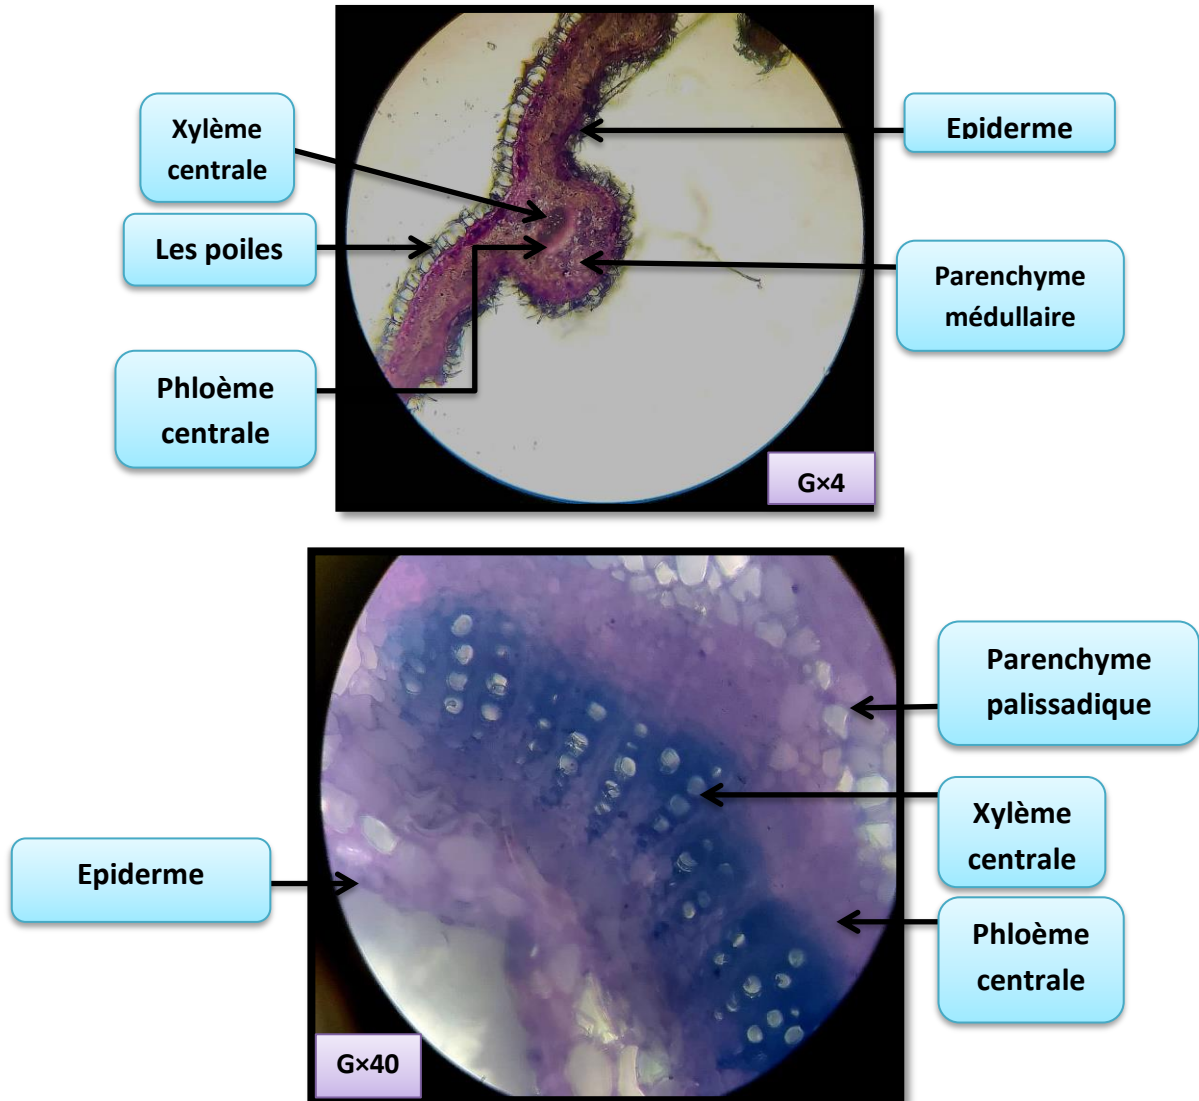 Xylème
centrale
Epiderme
Les poiles
Parenchyme
médullaire
Phloème
centrale
G×4
Parenchyme
palissadique
Xylème
centrale
Epiderme
Phloème
centrale
G×40